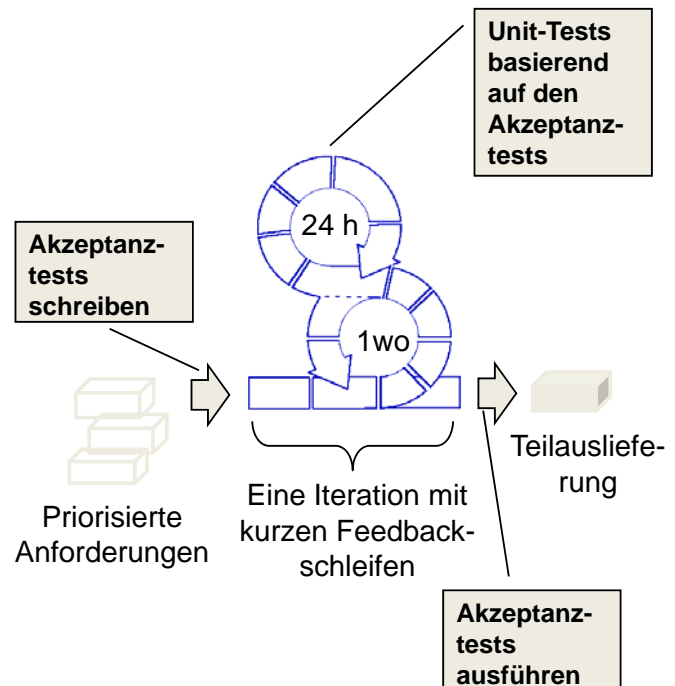 Unit-Tests
basierend
auf den
Akzeptanz-
tests
24 h
Akzeptanz-
tests
schreiben
1wo
Teilausliefe-
rung
Eine Iteration mit
kurzen Feedback-
schleifen
Priorisierte
Anforderungen
Akzeptanz-
tests
ausführen